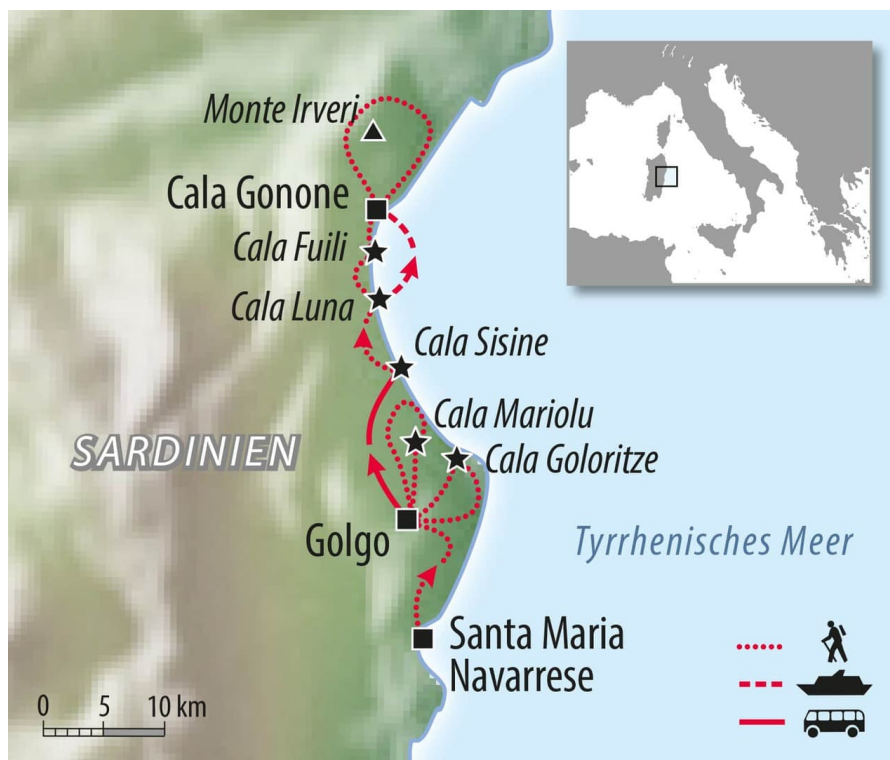 Monte Irveri
Cala Gonone
Cala Fuili
Cala Luna
Cala Sisine
Cala Mariolu
SARDINIEN
Cala Goloritze
Golgo
Tyrrhenisches Meer
Santa Maria
Navarrese
0 5 10 km